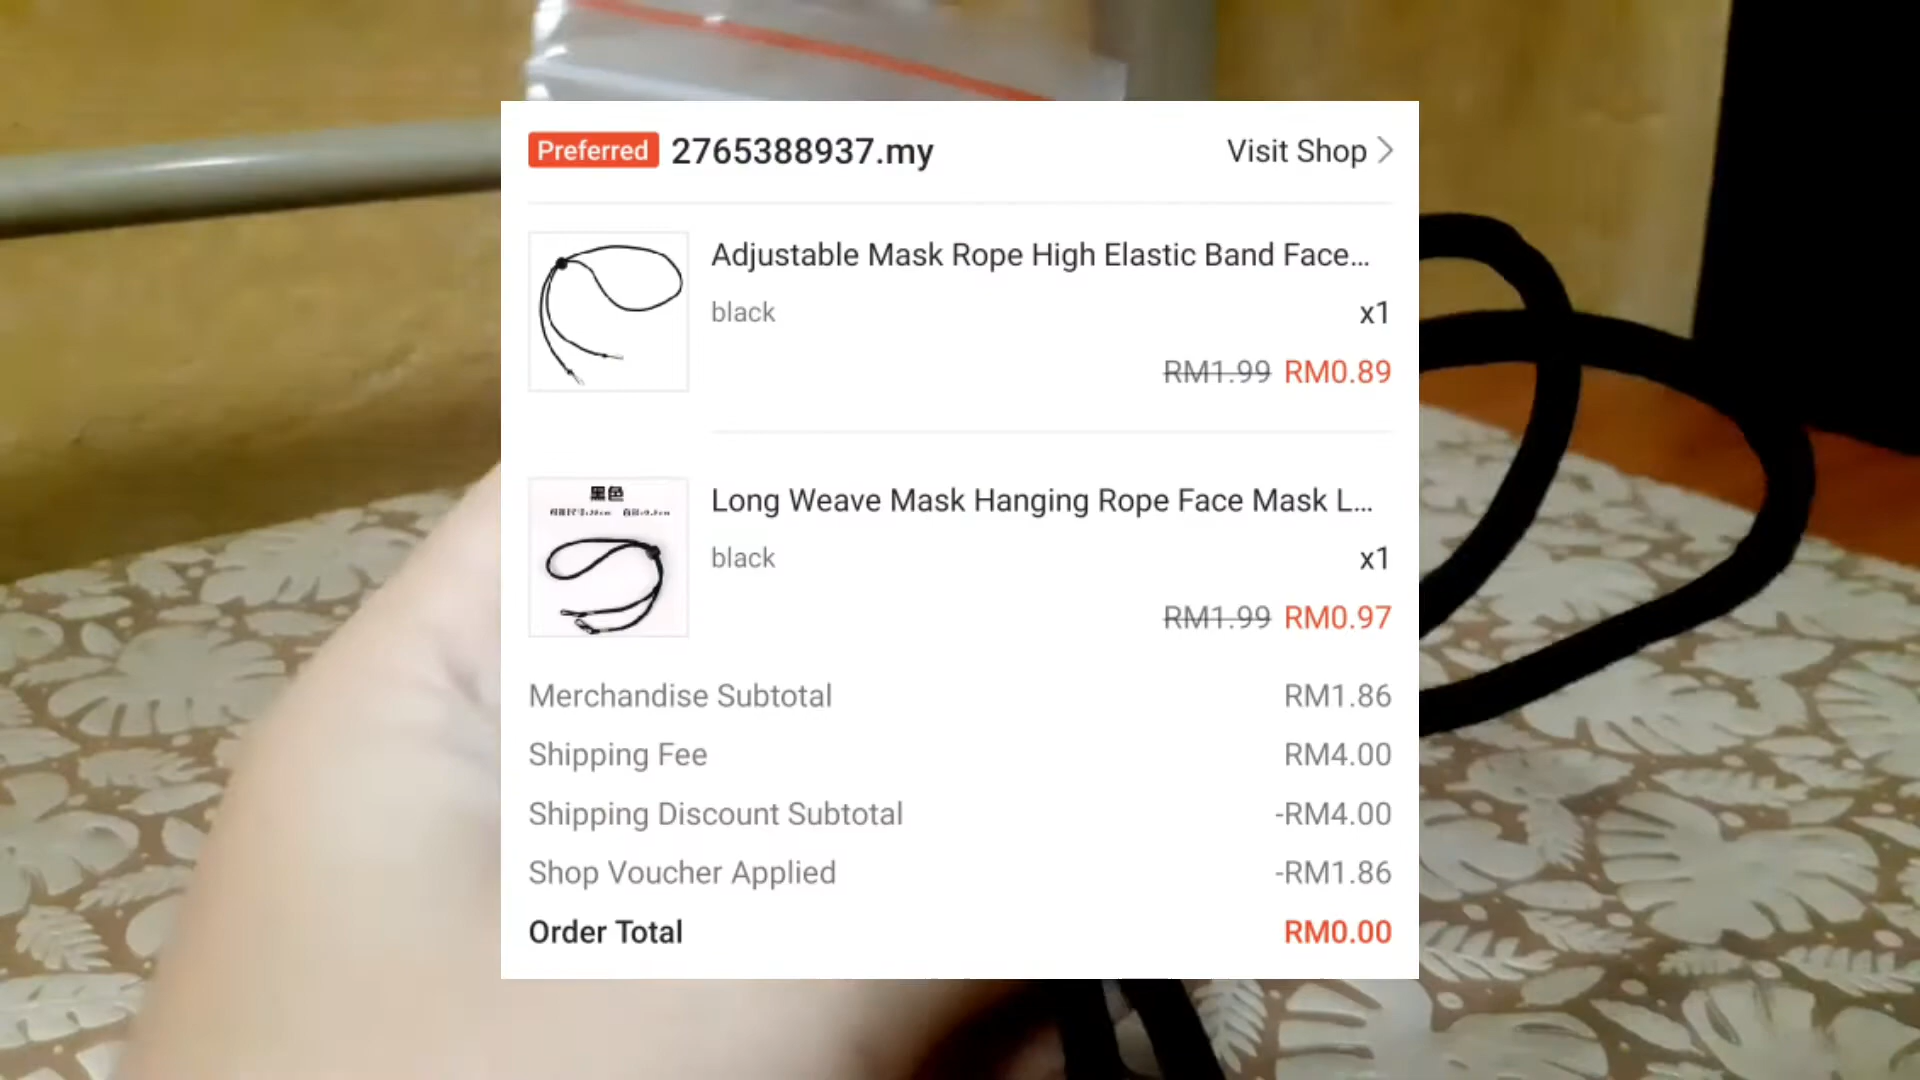 Preferred 2765388937.my Visit Shop
Adjustable Mask Rope High Elastic Band Face...
black x1
RM1.99 RM0.89
黑色
Long Weave Mask Hanging Rope Face Mask L...
black x1
RM1.99 RM0.97
Merchandise Subtotal RM1.86
Shipping Fee RM4.00
Shipping Discount Subtotal -RM4.00
Shop Voucher Applied -RM1.86
Order Total RM0.00